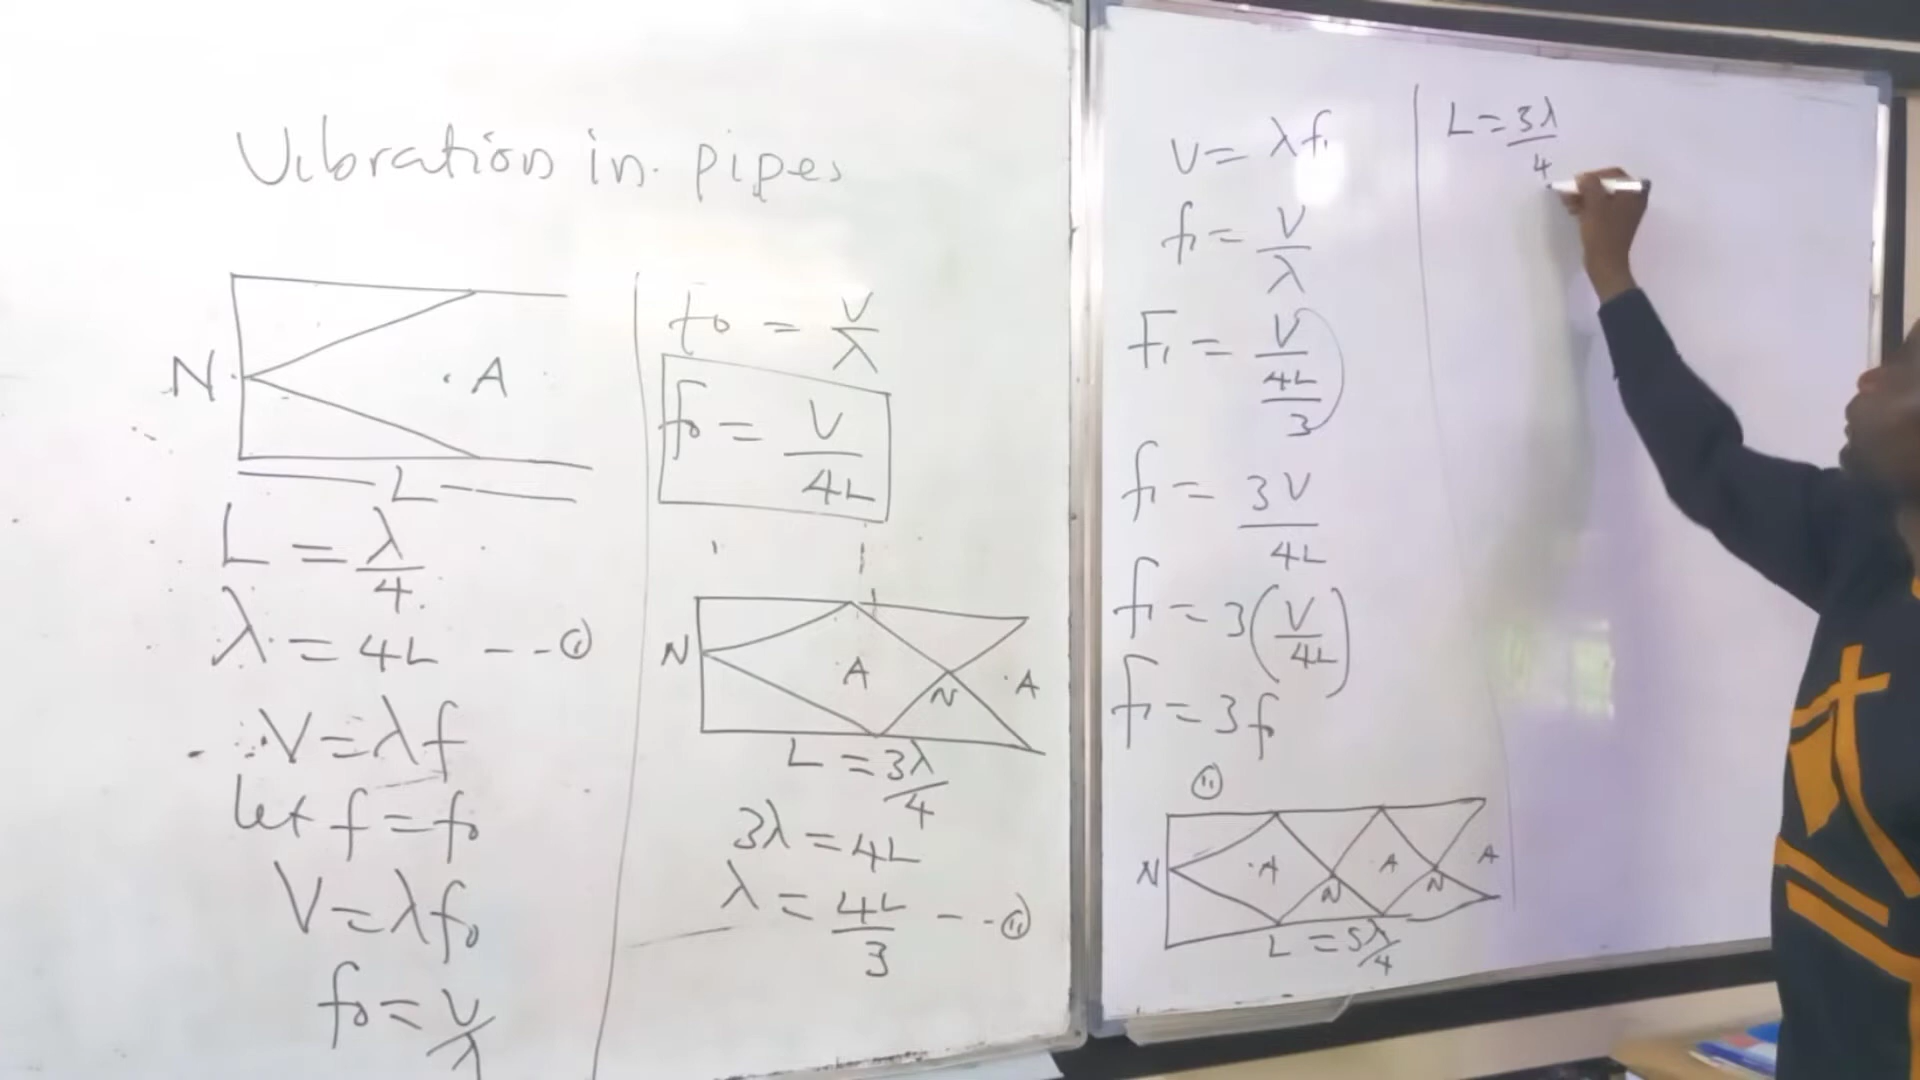 Vibration in pipes
N A
L
L = λ/4
λ = 4L --- (i)
V = λf
let f = f₀
V = λf₀
f₀ = V/λ
f₀ = V/λ
f₀ = V/4L
N A N A
L = 3λ/4
3λ = 4L
λ = 4L/3 --- (ii)
V = λf₁
f₁ = V/λ
F₁ = V/(4L/3)
f₁ = 3V/4L
f₁ = 3(V/4L)
f₁ = 3f₀
(ii)
N A N A N A
L = 5λ/4
L = 3λ/4